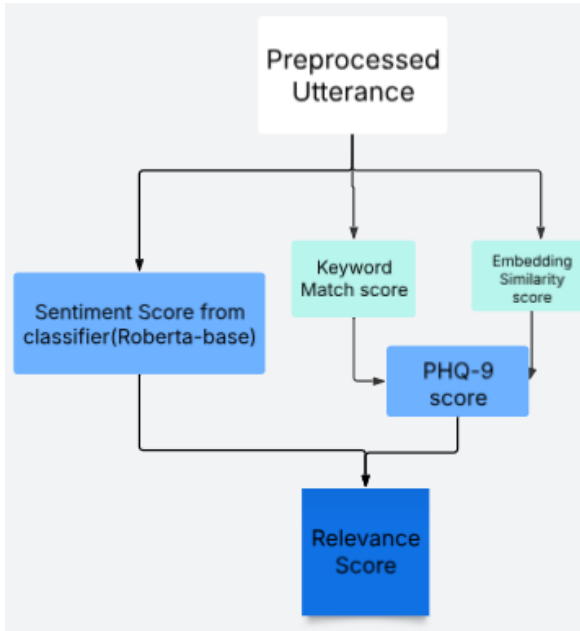 Preprocessed
Utterance
Keyword
Match score
Embedding
Similarity
score
Sentiment Score from
classifier(Roberta-base)
PHQ-9
score
Relevance
Score